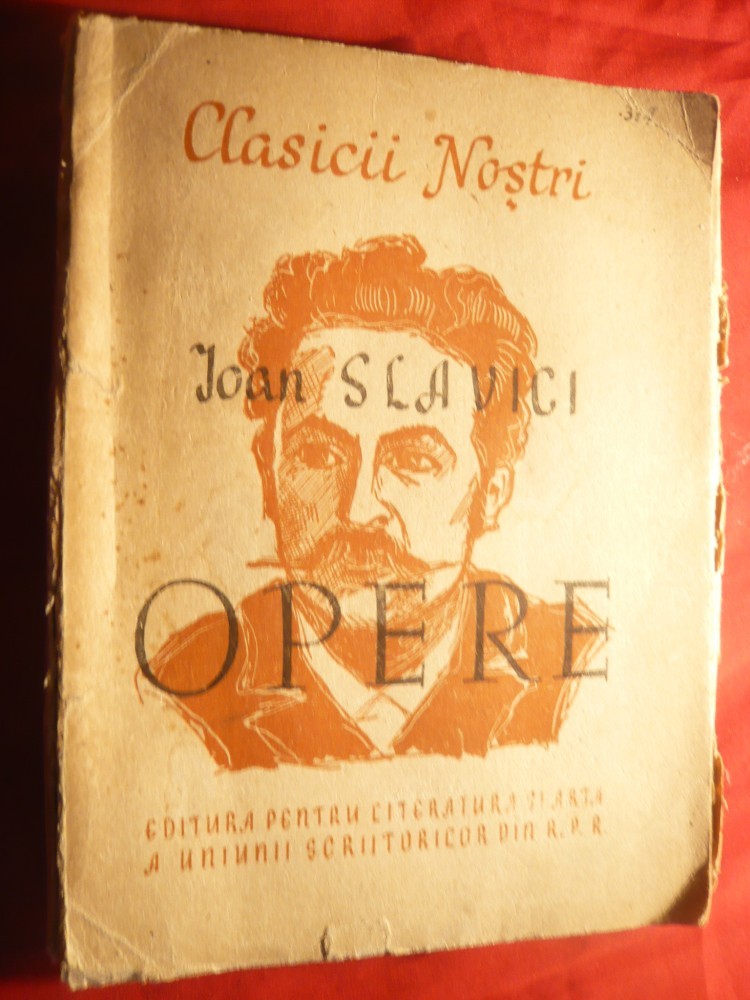 Clasicii Noștri
Ioan SLAVICI
OPERE
EDITURA PENTRU LITERATURA ȘI ARTA
A UNIUNII SCRIITORILOR DIN R.P.R.